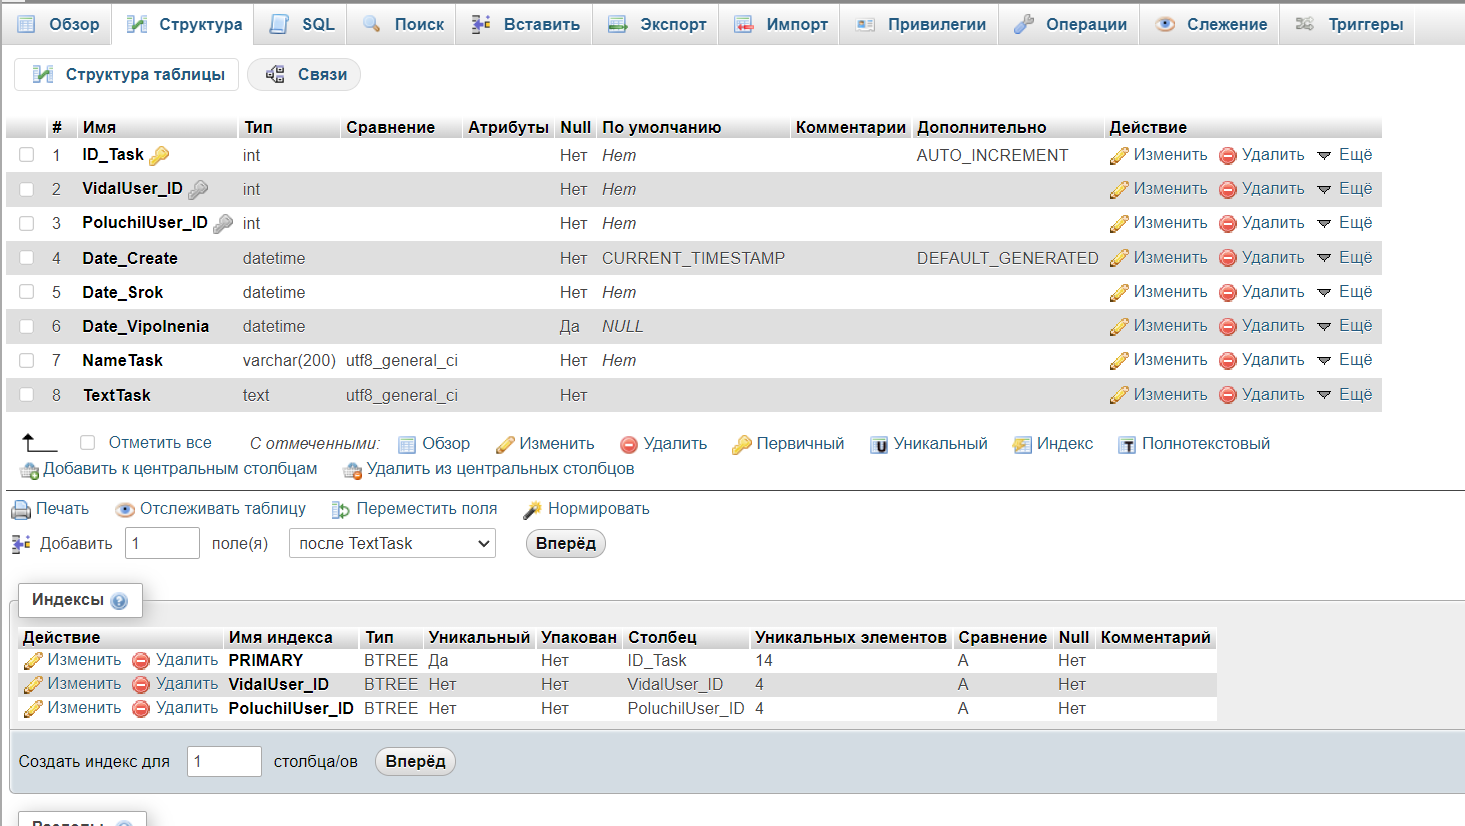 Обзор Структура SQL Поиск Вставить Экспорт Импорт Привилегии Операции Слежение Триггеры
Структура таблицы Связи
# Имя Тип Сравнение Атрибуты Null По умолчанию Комментарии Дополнительно Действие
1 ID_Task int Нет Нет AUTO_INCREMENT Изменить Удалить Ещё
2 VidalUser_ID int Нет Нет Изменить Удалить Ещё
3 PoluchilUser_ID int Нет Нет Изменить Удалить Ещё
4 Date_Create datetime Нет CURRENT_TIMESTAMP DEFAULT_GENERATED Изменить Удалить Ещё
5 Date_Srok datetime Нет Нет Изменить Удалить Ещё
6 Date_Vipolnenia datetime Да NULL Изменить Удалить Ещё
7 NameTask varchar(200) utf8_general_ci Нет Нет Изменить Удалить Ещё
8 TextTask text utf8_general_ci Нет Изменить Удалить Ещё
Отметить все С отмеченными: Обзор Изменить Удалить Первичный U Уникальный Индекс T Полнотекстовый
Добавить к центральным столбцам Удалить из центральных столбцов
Печать Отслеживать таблицу Переместить поля Нормировать
Добавить 1 поле(я) после TextTask Вперёд
Индексы ?
Действие Имя индекса Тип Уникальный Упакован Столбец Уникальных элементов Сравнение Null Комментарий
Изменить Удалить PRIMARY BTREE Да Нет ID_Task 14 A Нет
Изменить Удалить VidalUser_ID BTREE Нет Нет VidalUser_ID 4 A Нет
Изменить Удалить PoluchilUser_ID BTREE Нет Нет PoluchilUser_ID 4 A Нет
Создать индекс для 1 столбца/ов Вперёд